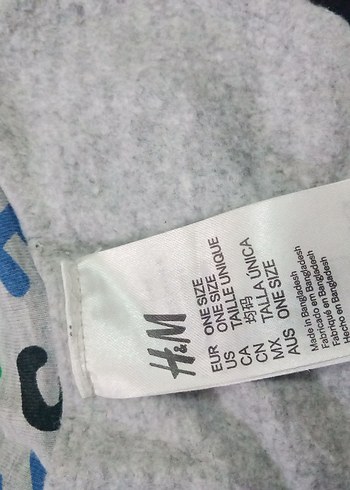 H&M
EUR ONE SIZE
US ONE SIZE
CA TAILLE UNIQUE
CN 均码
MX TALLA ÚNICA
AUS ONE SIZE
Made in Bangladesh
Fabricado em Bangladesh
Fabriqué en Bangladesh
Hecho en Bangladesh